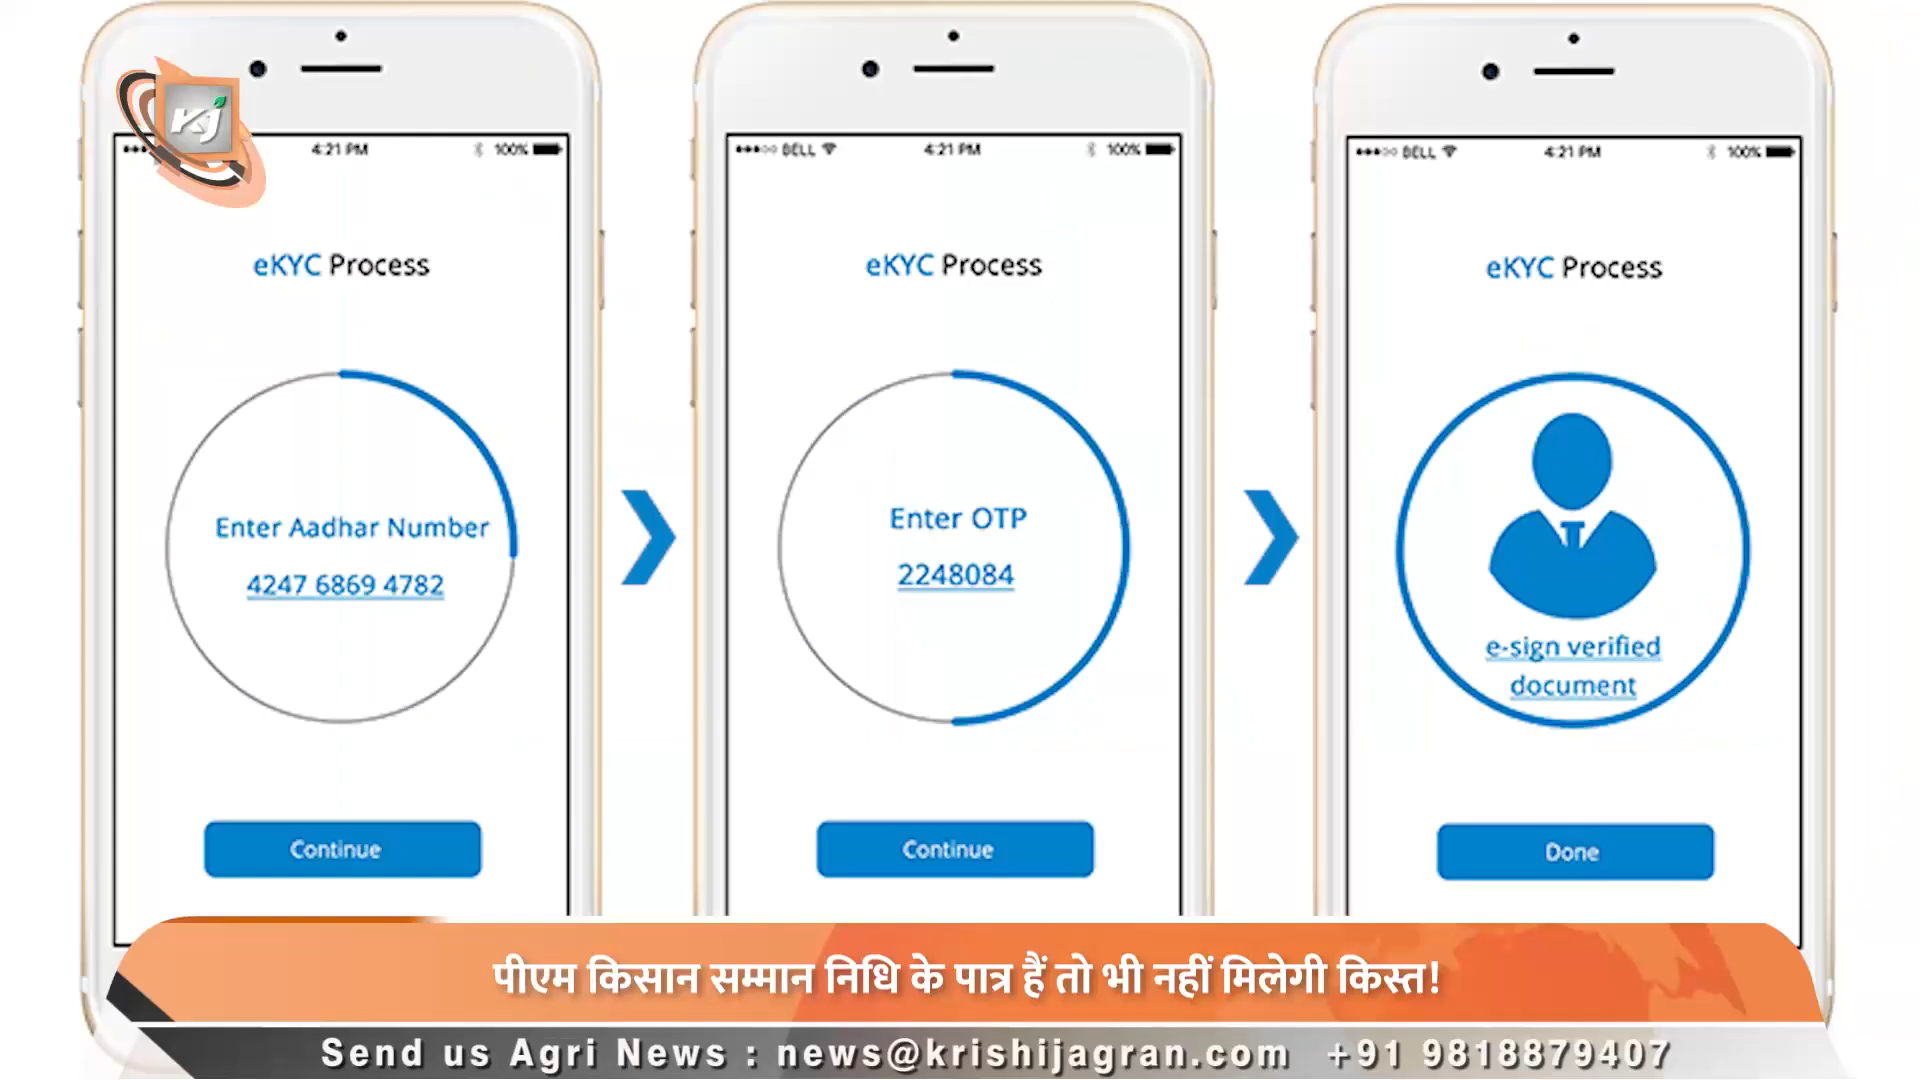 KJ
4:21 PM 100%
BELL 4:21 PM 100%
BELL 4:21 PM 100%
eKYC Process
eKYC Process
eKYC Process
Enter Aadhar Number
4247 6869 4782
Enter OTP
2248084
e-sign verified
document
Continue
Continue
Done
पीएम किसान सम्मान निधि के पात्र हैं तो भी नहीं मिलेगी किस्त!
Send us Agri News : news@krishijagran.com +91 9818879407